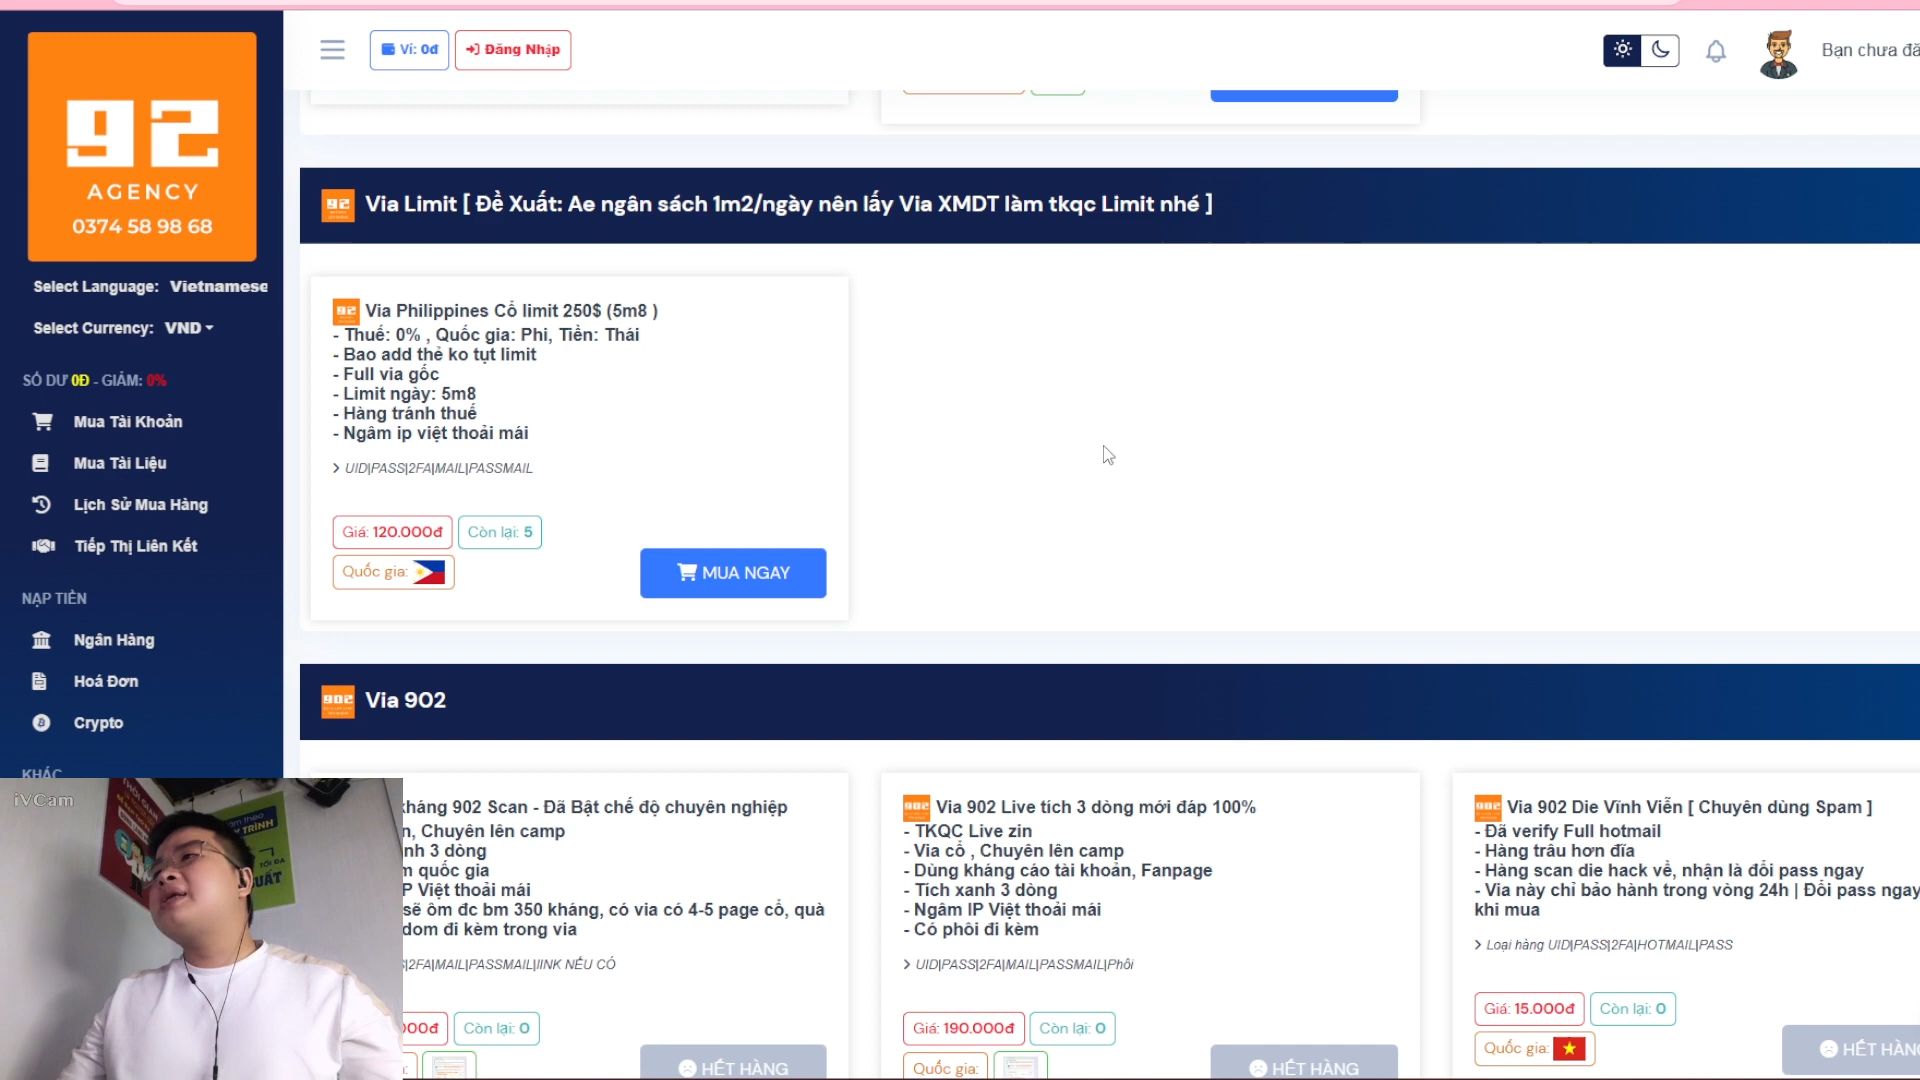 92
AGENCY
0374 58 98 68
Select Language: Vietnamese
Select Currency: VND
SỐ DƯ 0Đ - GIẢM: 0%
Mua Tài Khoản
Mua Tài Liệu
Lịch Sử Mua Hàng
Tiếp Thị Liên Kết
NẠP TIỀN
Ngân Hàng
Hoá Đơn
Crypto
KHÁC
Ví: 0đ
Đăng Nhập
Bạn chưa đă
Via Limit [ Đề Xuất: Ae ngân sách 1m2/ngày nên lấy Via XMDT làm tkqc Limit nhé ]
Via Philippines Cổ limit 250$ (5m8 )
- Thuế: 0% , Quốc gia: Phi, Tiền: Thái
- Bao add thẻ ko tụt limit
- Full via gốc
- Limit ngày: 5m8
- Hàng tránh thuế
- Ngâm ip việt thoải mái
UID|PASS|2FA|MAIL|PASSMAIL
Giá: 120.000đ
Còn lại: 5
Quốc gia:
MUA NGAY
902
Via 902
kháng 902 Scan - Đã Bật chế độ chuyên nghiệp
n, Chuyên lên camp
nh 3 dòng
m quốc gia
P Việt thoải mái
sẽ ôm đc bm 350 kháng, có via có 4-5 page cổ, quà
dom đi kèm trong via
|2FA|MAIL|PASSMAIL|lINK NẾU CÓ
000đ
Còn lại: 0
HẾT HÀNG
902
Via 902 Live tích 3 dòng mới đáp 100%
- TKQC Live zin
- Via cổ , Chuyên lên camp
- Dùng kháng cáo tài khoản, Fanpage
- Tích xanh 3 dòng
- Ngâm IP Việt thoải mái
- Có phôi đi kèm
UID|PASS|2FA|MAIL|PASSMAIL|Phôi
Giá: 190.000đ
Còn lại: 0
Quốc gia:
HẾT HÀNG
902
Via 902 Die Vĩnh Viễn [ Chuyên dùng Spam ]
- Đã verify Full hotmail
- Hàng trâu hơn đĩa
- Hàng scan die hack về, nhận là đổi pass ngay
- Via này chỉ bảo hành trong vòng 24h | Đổi pass ngay
khi mua
Loại hàng UID|PASS|2FA|HOTMAIL|PASS
Giá: 15.000đ
Còn lại: 0
Quốc gia:
HẾT HÀNG
iVCam